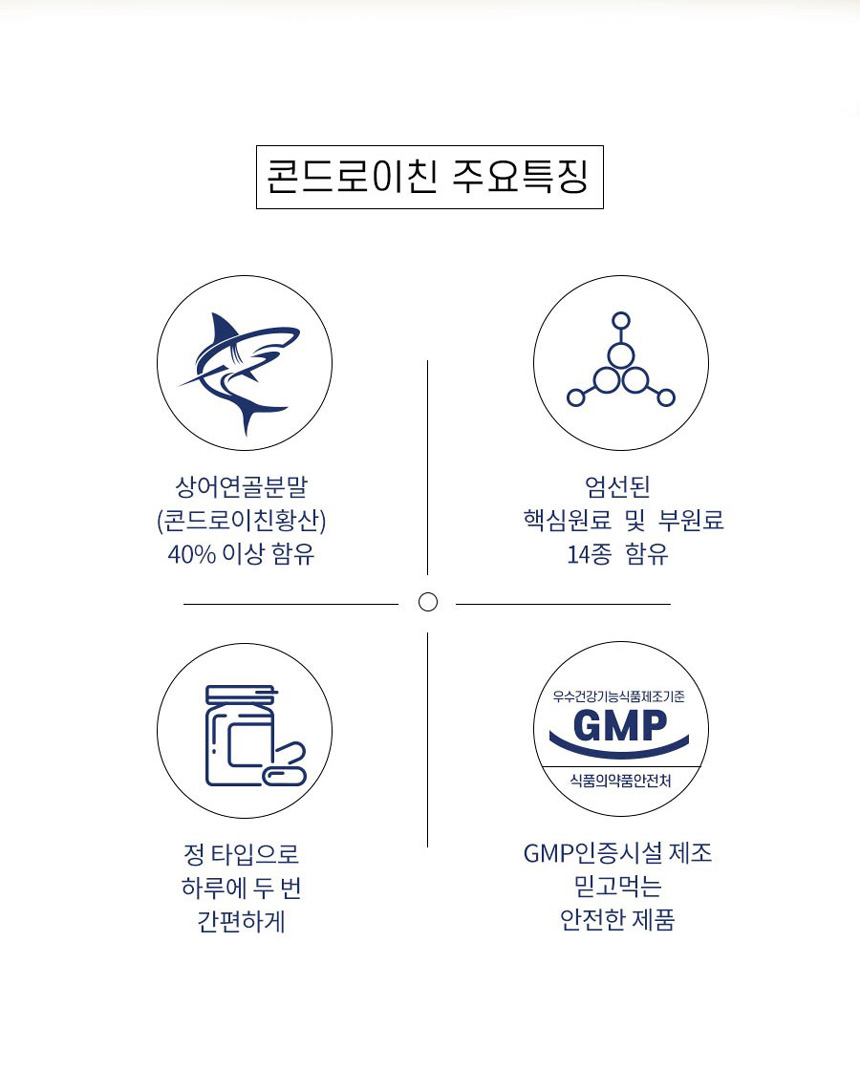 콘드로이친 주요특징
상어연골분말
(콘드로이친황산)
40% 이상 함유
엄선된
핵심원료 및 부원료
14종 함유
정 타입으로
하루에 두 번
간편하게
우수건강기능식품제조기준
GMP
식품의약품안전처
GMP인증시설 제조
믿고먹는
안전한 제품